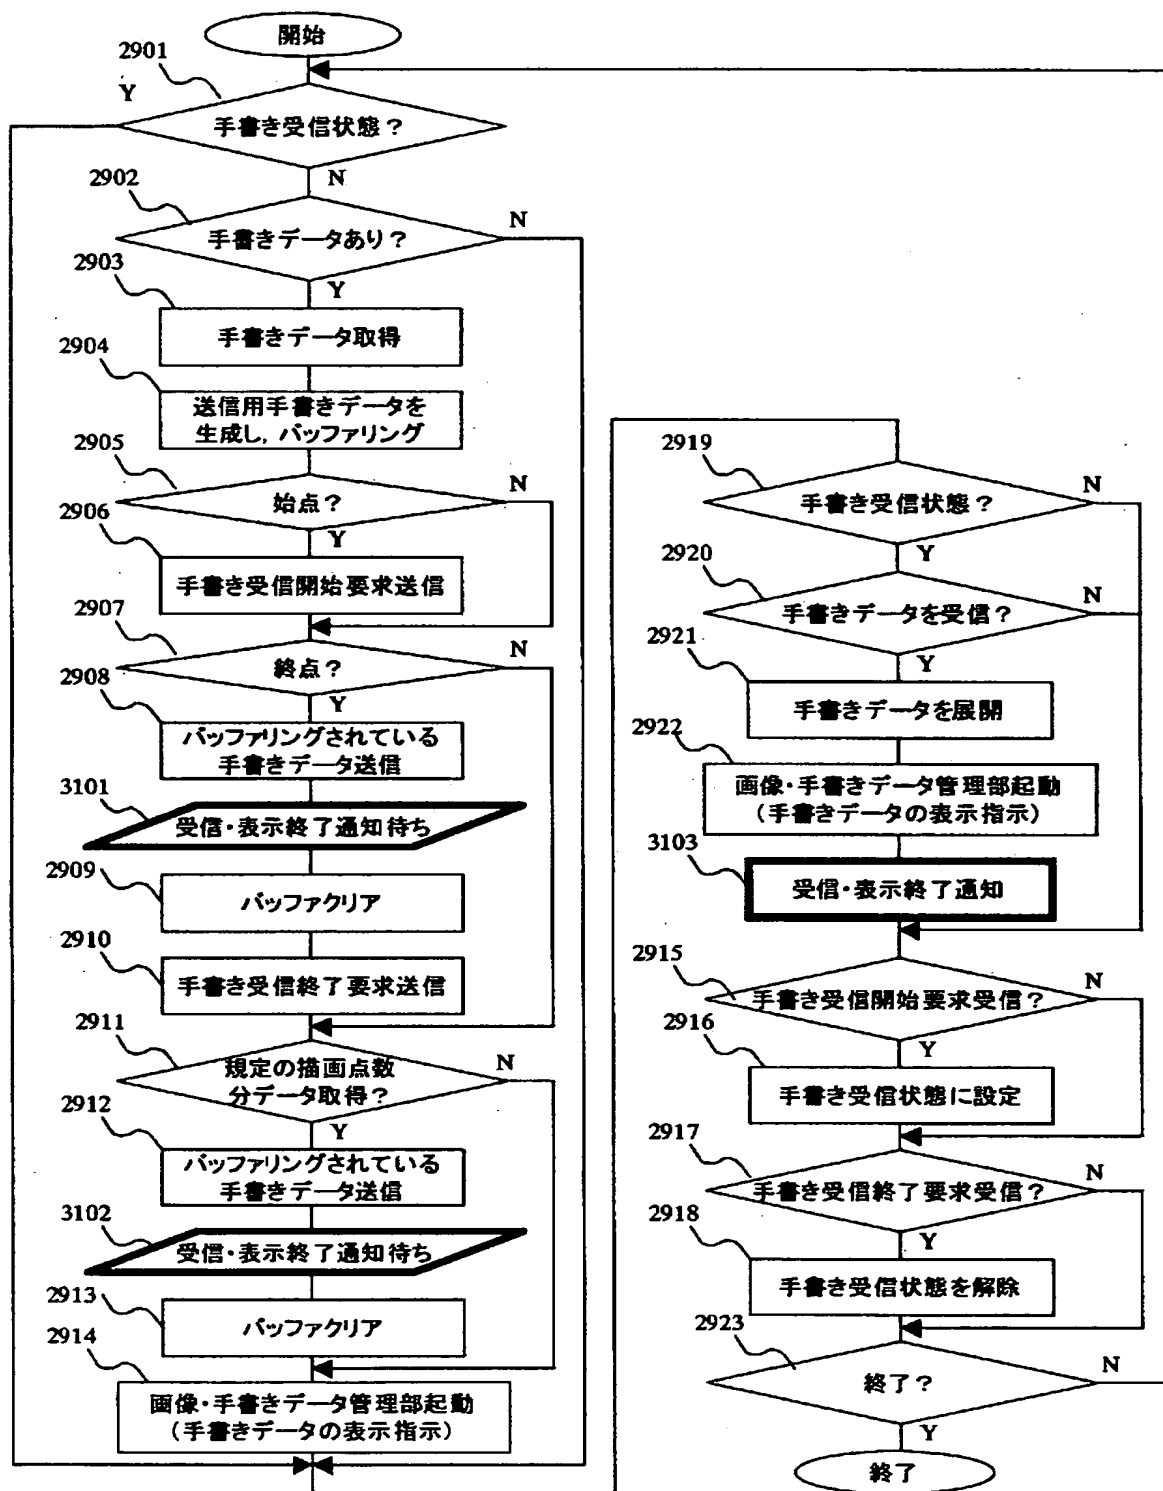 開始
2901
Y
手書き受信状態？
N
2902
N
手書きデータあり？
2903
Y
手書きデータ取得
2904
送信用手書きデータを
生成し，バッファリング
2905
N
始点？
2906
Y
手書き受信開始要求送信
2907
N
終点？
2908
Y
バッファリングされている
手書きデータ送信
3101
受信・表示終了通知待ち
2909
バッファクリア
2910
手書き受信終了要求送信
2911
N
規定の描画点数
分データ取得？
2912
Y
バッファリングされている
手書きデータ送信
3102
受信・表示終了通知待ち
2913
バッファクリア
2914
画像・手書きデータ管理部起動
（手書きデータの表示指示）
2919
N
手書き受信状態？
2920
Y
N
手書きデータを受信？
2921
Y
手書きデータを展開
2922
画像・手書きデータ管理部起動
（手書きデータの表示指示）
3103
受信・表示終了通知
2915
N
手書き受信開始要求受信？
2916
Y
手書き受信状態に設定
2917
N
手書き受信終了要求受信？
2918
Y
手書き受信状態を解除
2923
N
終了？
Y
終了